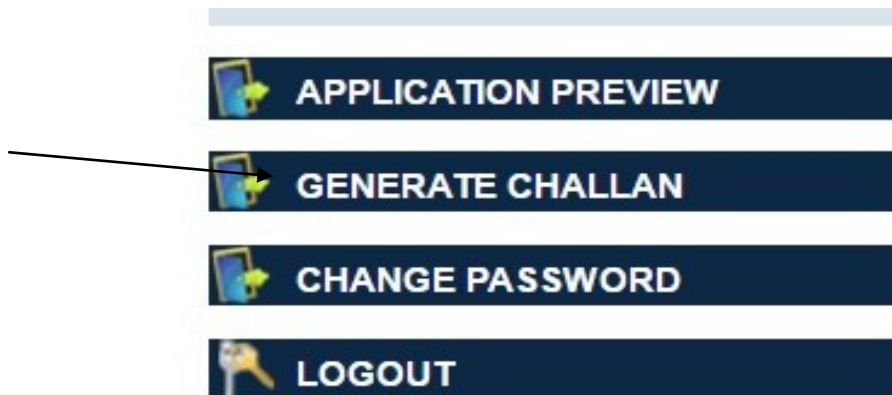 APPLICATION PREVIEW
GENERATE CHALLAN
CHANGE PASSWORD
LOGOUT